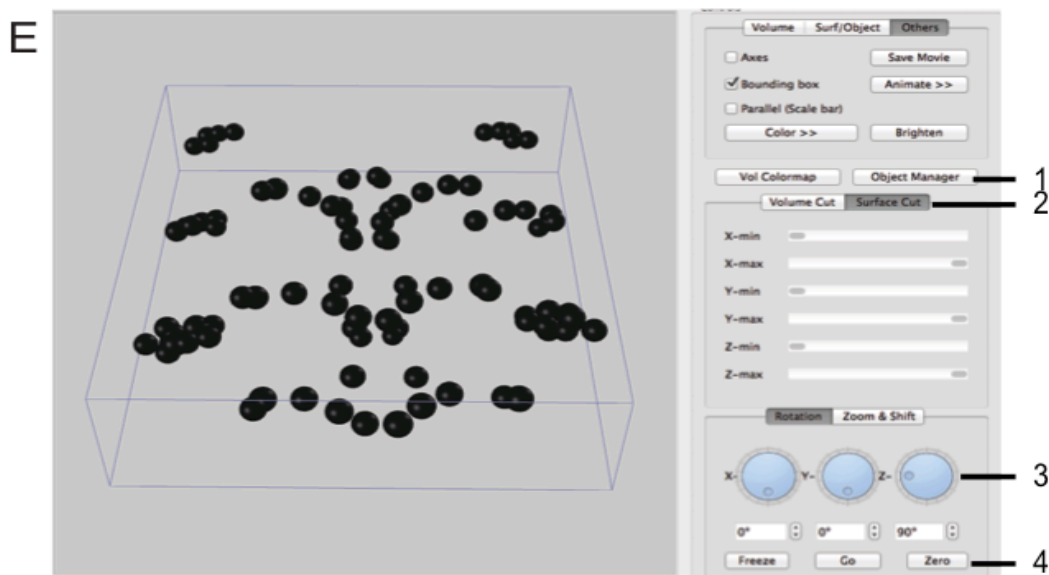 E
Volume Surf/Object Others
Axes Save Movie
Bounding box Animate >>
Parallel (Scale bar)
Color >> Brighten
Vol Colormap Object Manager 1
Volume Cut Surface Cut 2
X-min
X-max
Y-min
Y-max
Z-min
Z-max
Rotation Zoom & Shift
X- Y- Z- 3
0° 0° 90°
Freeze Go Zero 4